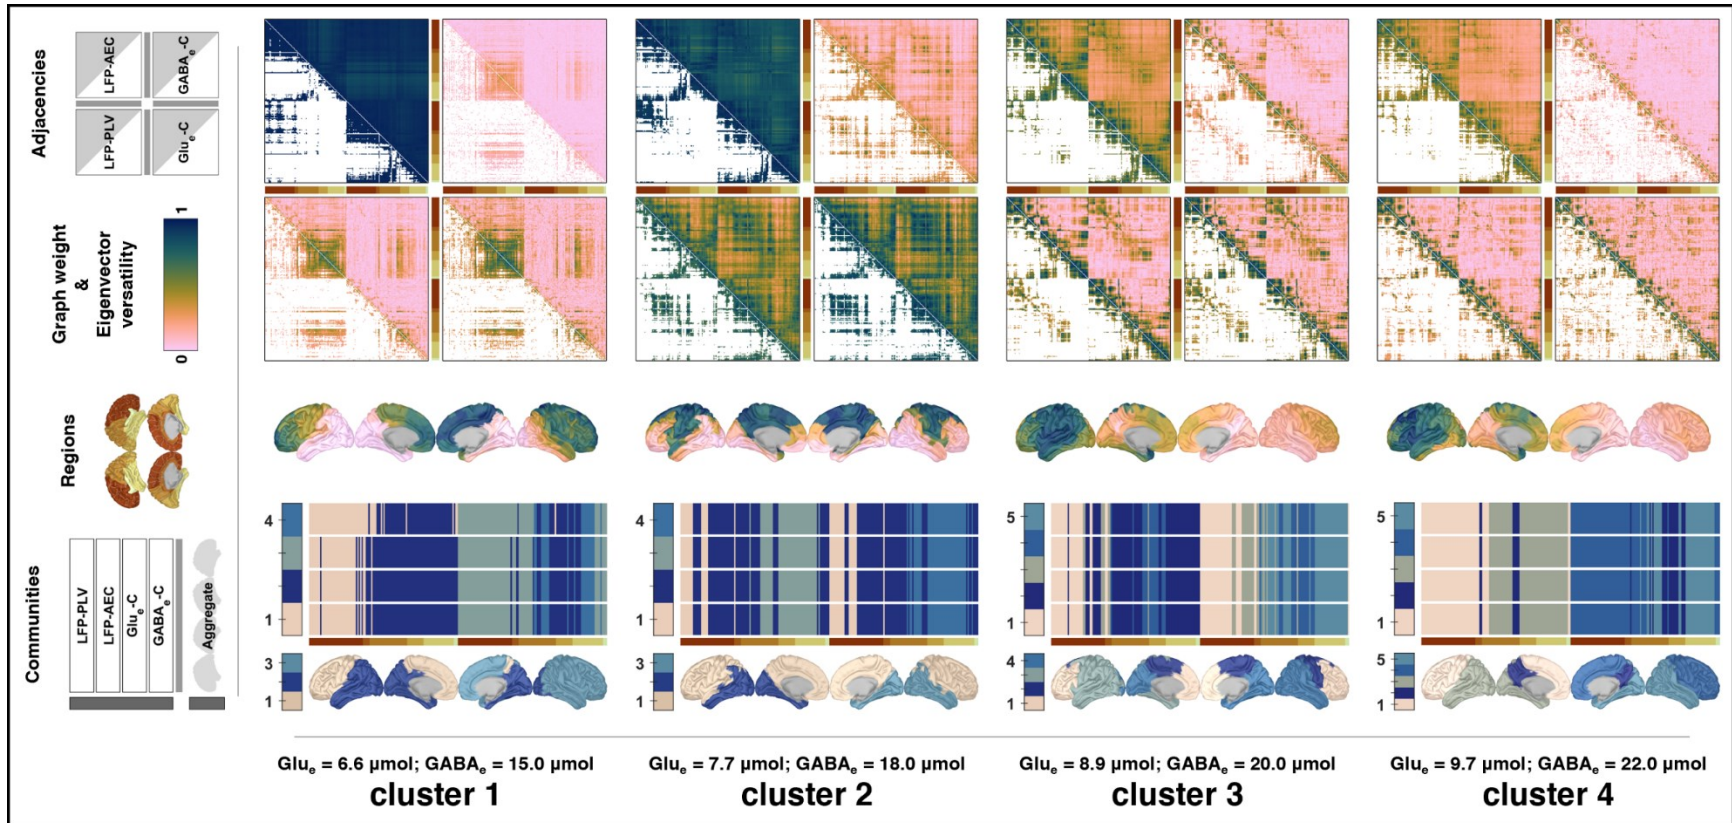 Adjacencies
LFP-AEC
GABAe-C
LFP-PLV
Glue-C
Graph weight
&
Eigenvector
versatility
0
1
Regions
Communities
LFP-PLV
LFP-AEC
Glue-C
GABAe-C
Aggregate
4
1
4
1
5
1
5
1
3
1
3
1
4
1
5
1
Glue = 6.6 µmol; GABAe = 15.0 µmol
cluster 1
Glue = 7.7 µmol; GABAe = 18.0 µmol
cluster 2
Glue = 8.9 µmol; GABAe = 20.0 µmol
cluster 3
Glue = 9.7 µmol; GABAe = 22.0 µmol
cluster 4